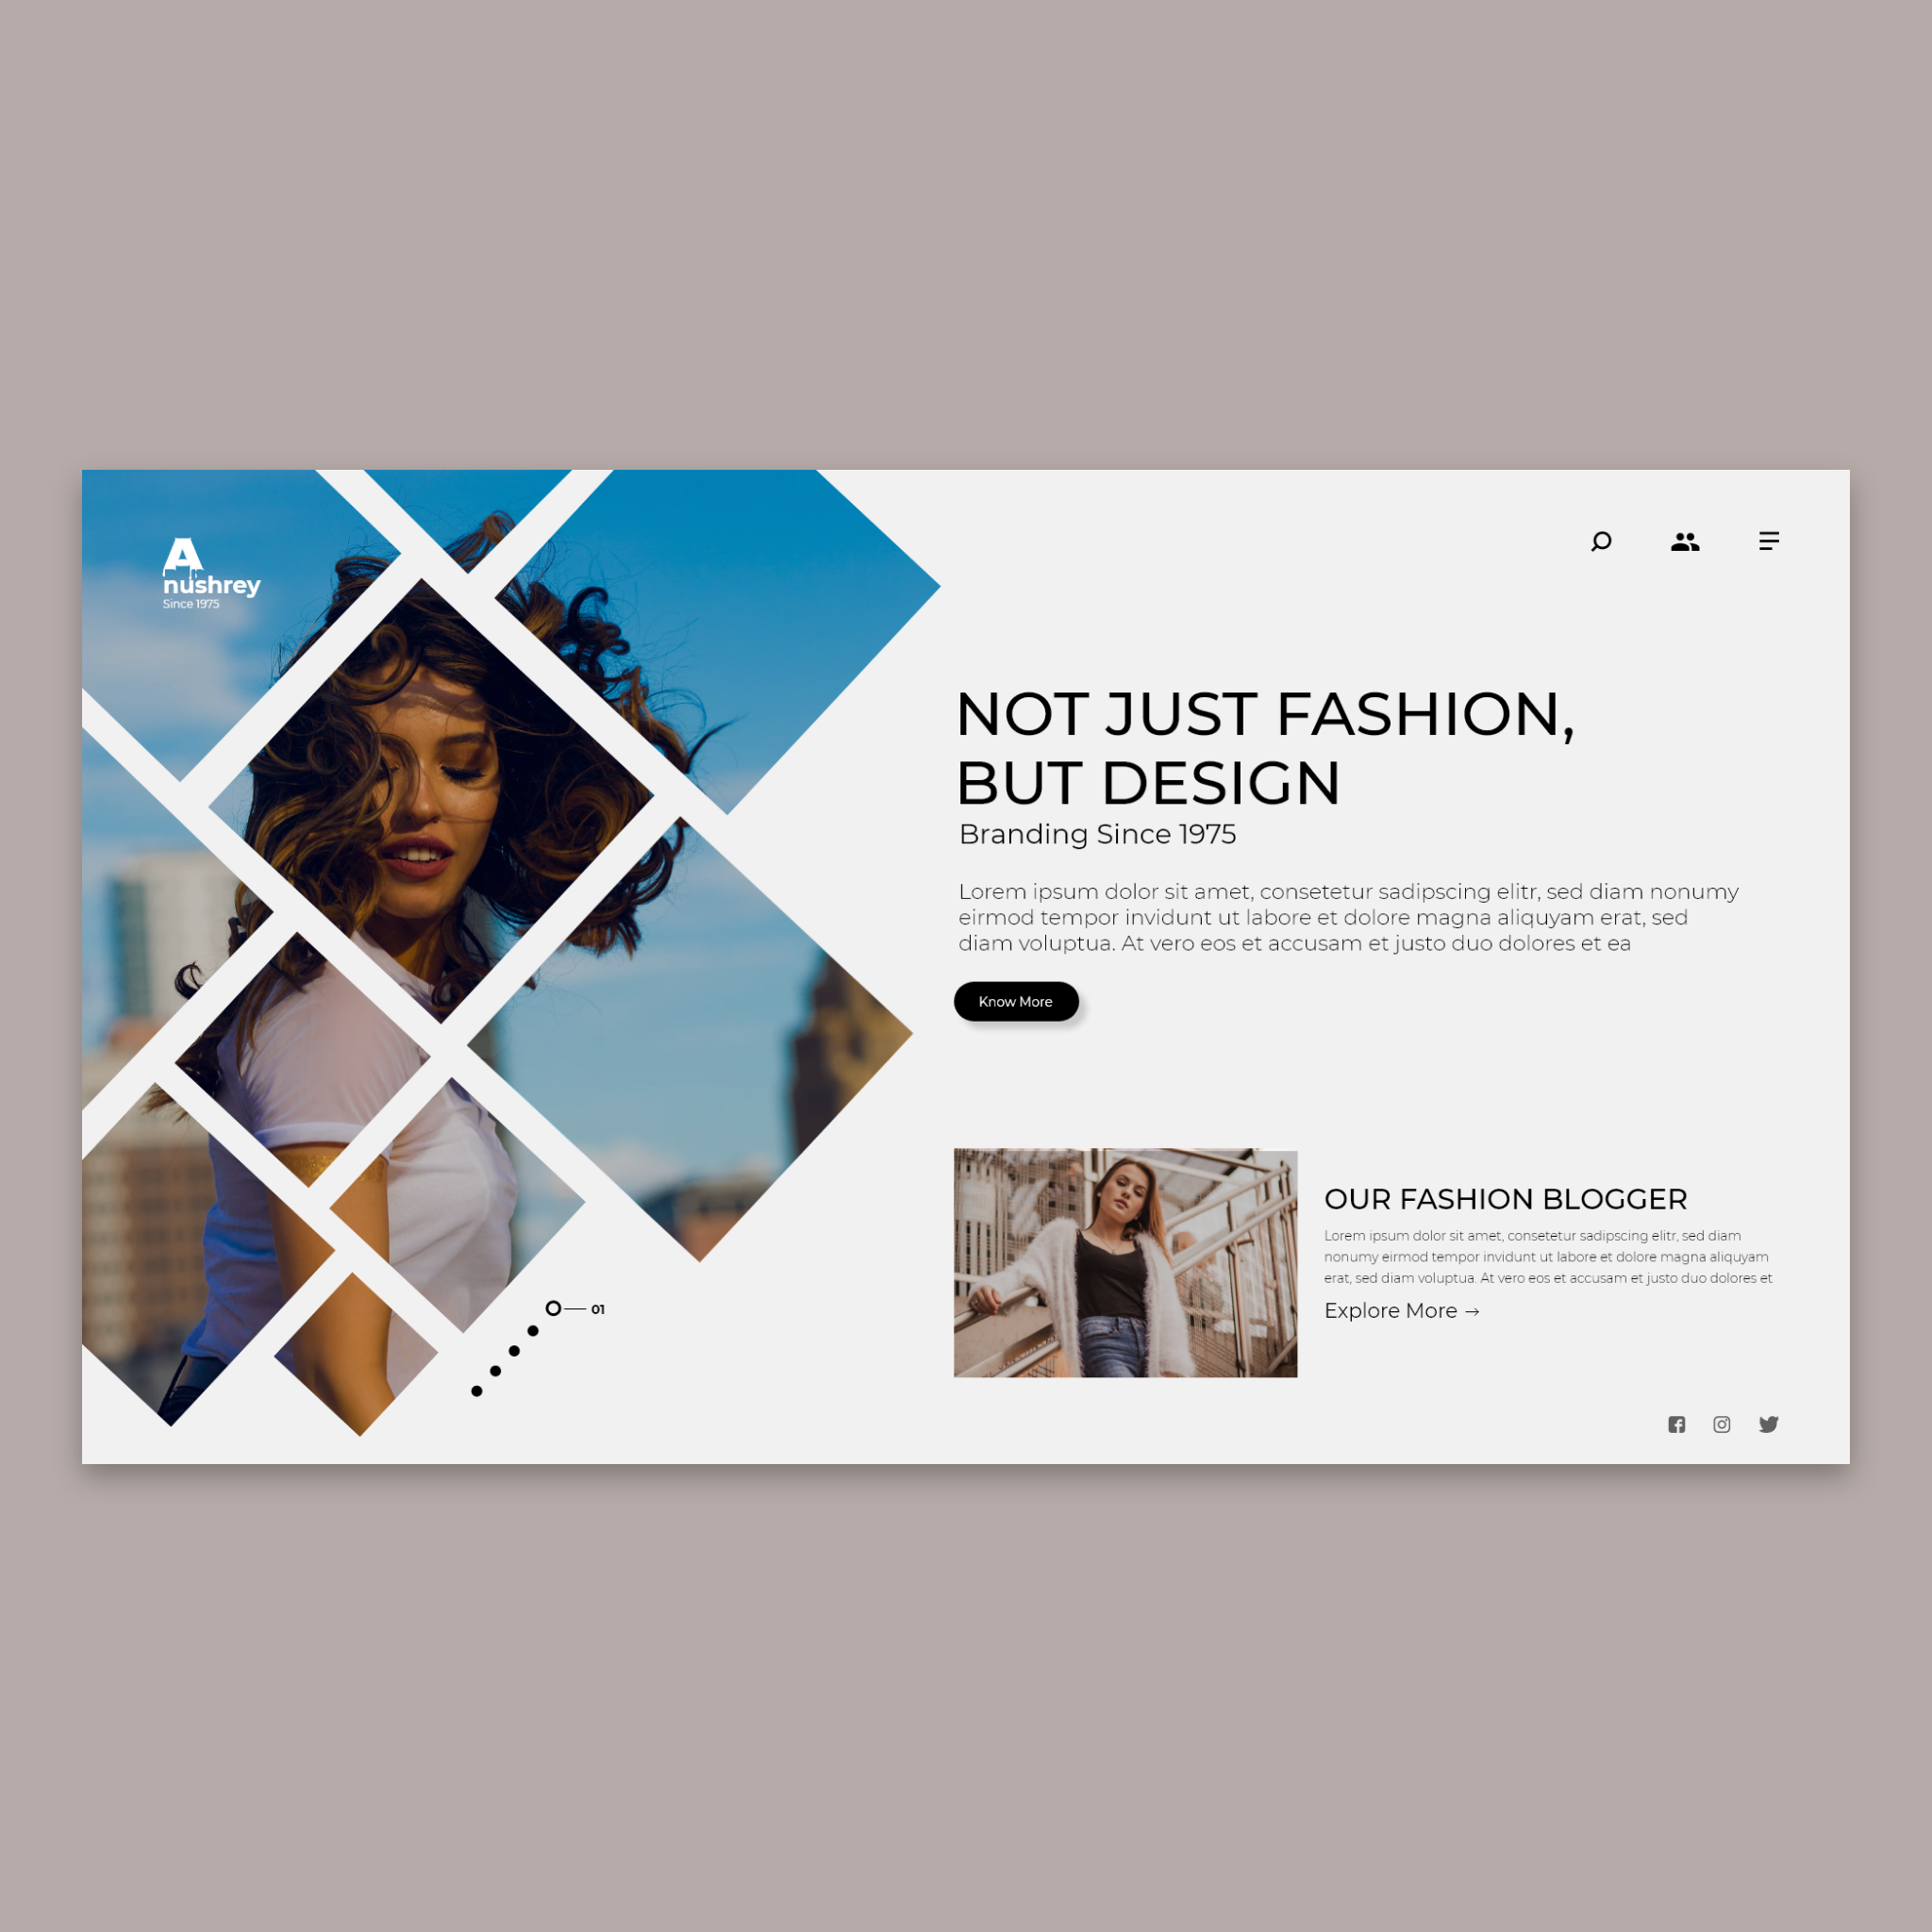 A
nushrey
Since 1975
NOT JUST FASHION,
BUT DESIGN
Branding Since 1975
Lorem ipsum dolor sit amet, consetetur sadipscing elitr, sed diam nonumy
eirmod tempor invidunt ut labore et dolore magna aliquyam erat, sed
diam voluptua. At vero eos et accusam et justo duo dolores et ea
Know More
OUR FASHION BLOGGER
Lorem ipsum dolor sit amet, consetetur sadipscing elitr, sed diam
nonumy eirmod tempor invidunt ut labore et dolore magna aliquyam
erat, sed diam voluptua. At vero eos et accusam et justo duo dolores et
Explore More →
01